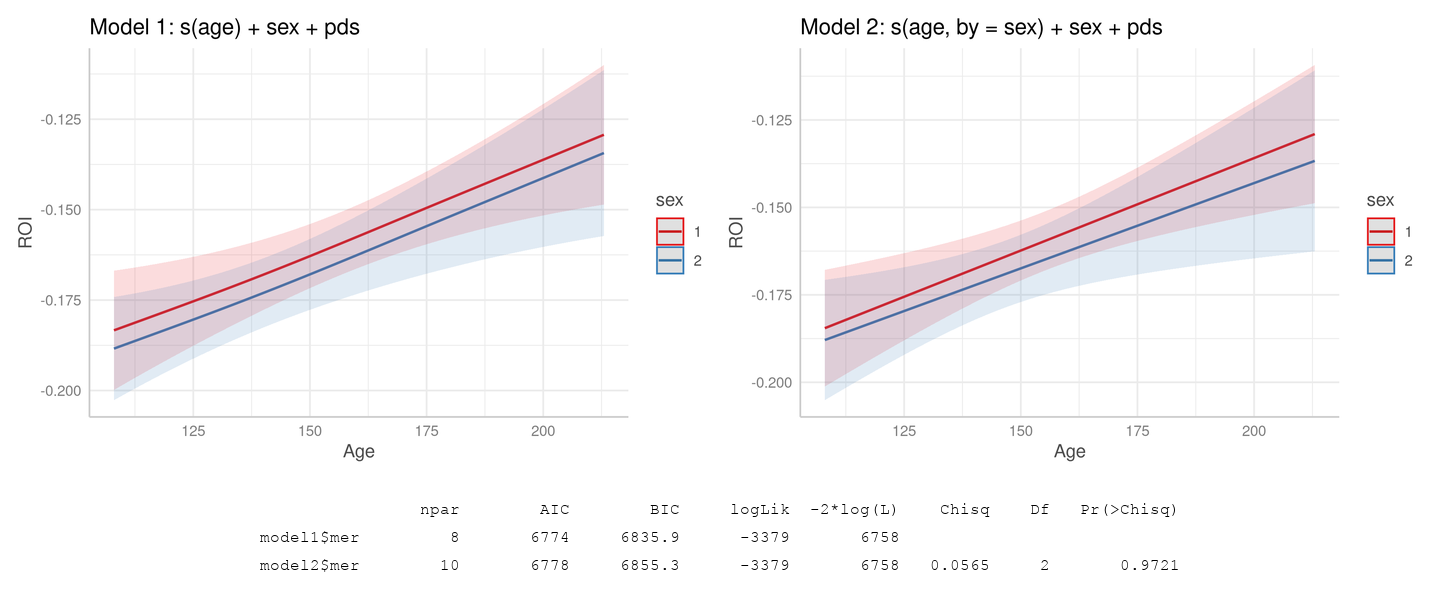 Model 1: s(age) + sex + pds
-0.125
-0.150
-0.175
-0.200
ROI
125 150 175 200
Age
sex
1
2
Model 2: s(age, by = sex) + sex + pds
-0.125
-0.150
-0.175
-0.200
ROI
125 150 175 200
Age
sex
1
2
npar AIC BIC logLik -2*log(L) Chisq Df Pr(>Chisq)
model1$mer 8 6774 6835.9 -3379 6758
model2$mer 10 6778 6855.3 -3379 6758 0.0565 2 0.9721